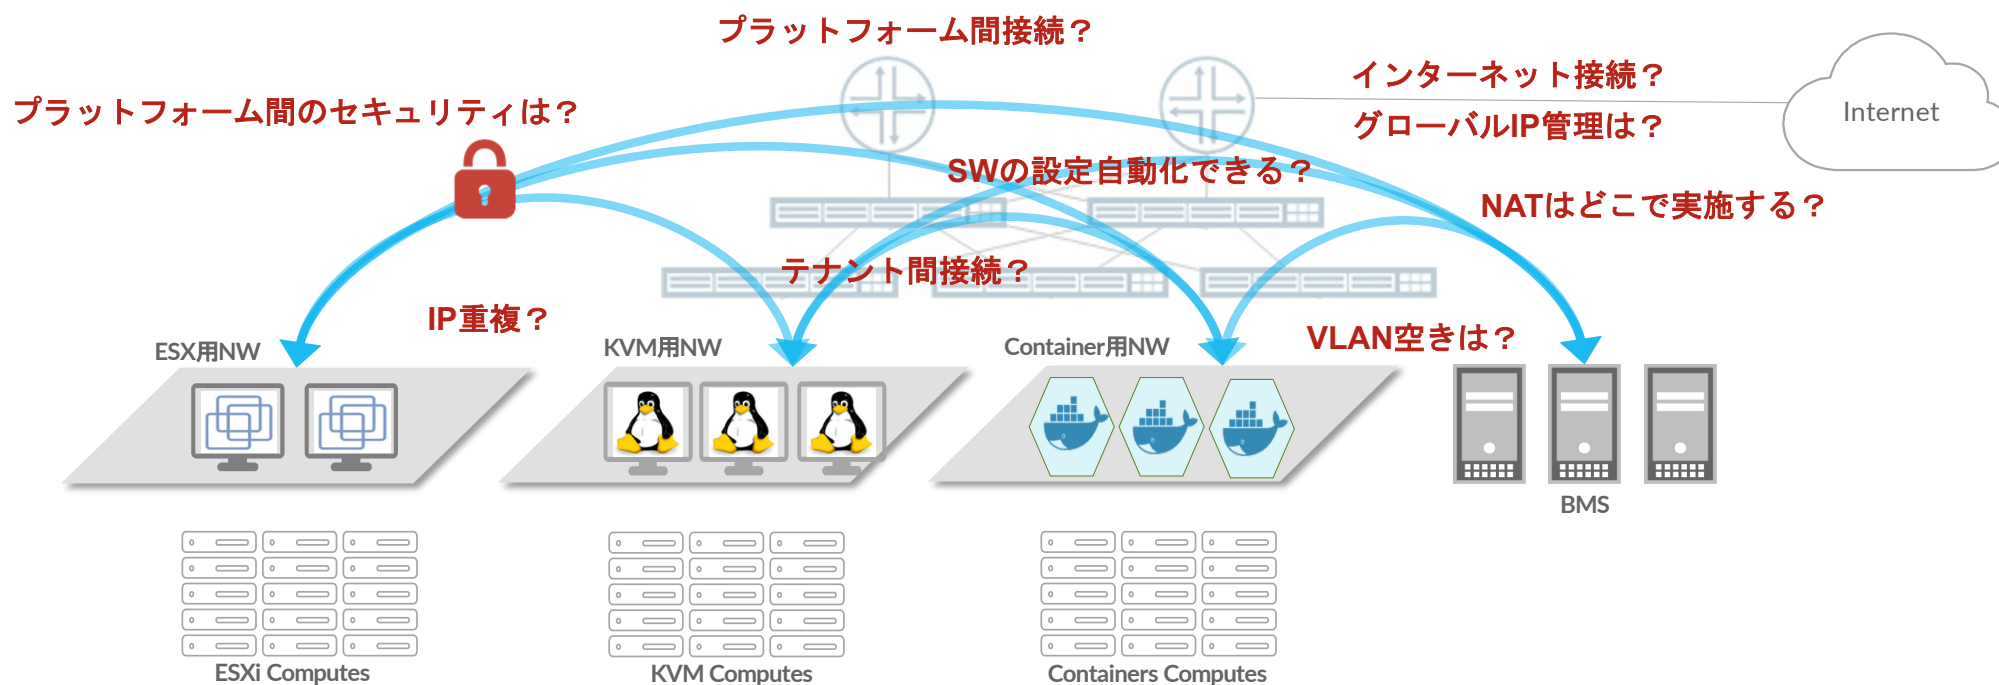 プラットフォーム間接続？
インターネット接続？
プラットフォーム間のセキュリティは？
Internet
グローバルIP管理は？
SWの設定自動化できる？
NATはどこで実施する？
テナント間接続？
IP重複？
VLAN空きは？
ESX用NW
KVM用NW
Container用NW
BMS
ESXi Computes
KVM Computes
Containers Computes